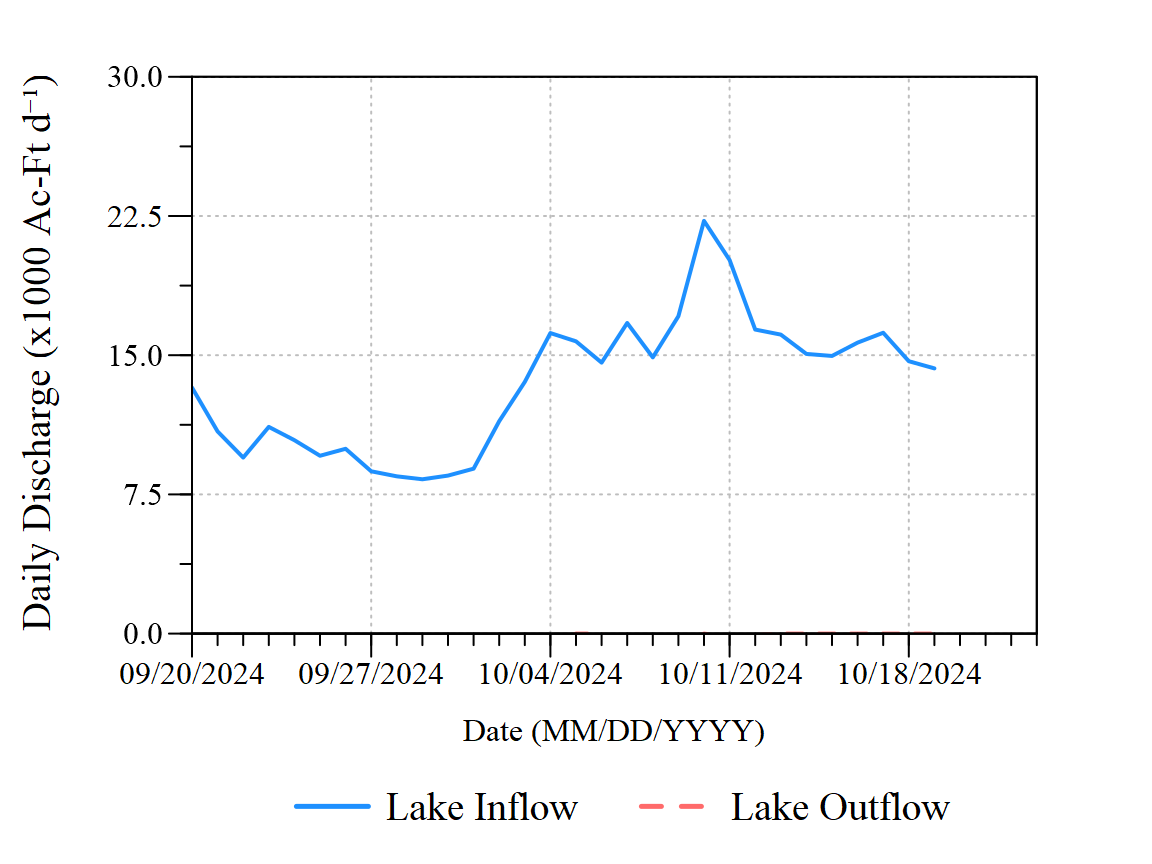 Daily Discharge (x1000 Ac-Ft d⁻¹)
30.0
22.5
15.0
7.5
0.0
09/20/2024 09/27/2024 10/04/2024 10/11/2024 10/18/2024
Date (MM/DD/YYYY)
Lake Inflow Lake Outflow